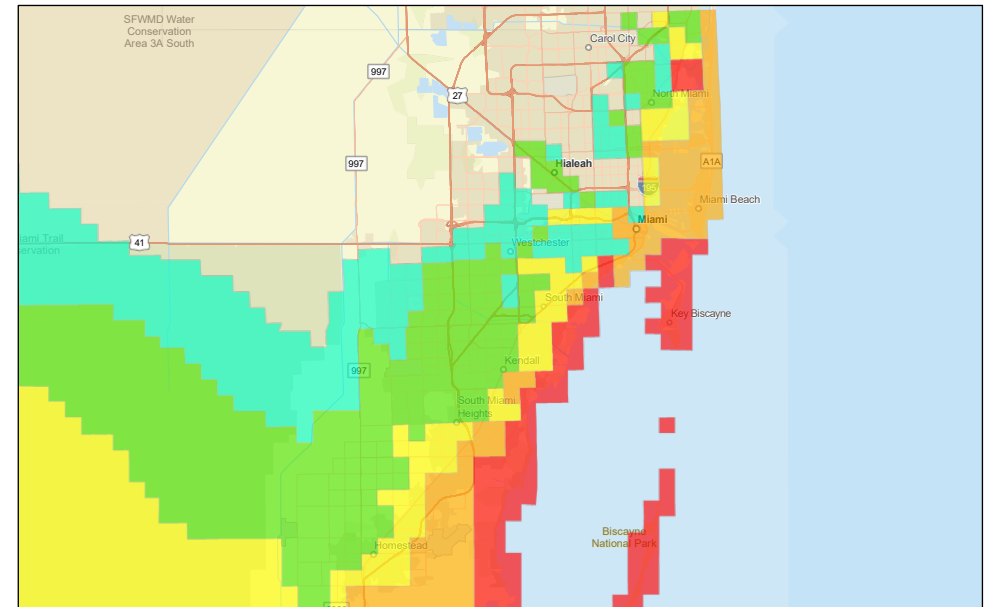 SFWMD Water
Conservation
Area 3A South
Carol City
997
27
North Miami
997
Hialeah
A1A
195
Miami Beach
Miami
41
Westchester
South Miami
Key Biscayne
Kendall
997
South Miami
Heights
Biscayne
National Park
Homestead